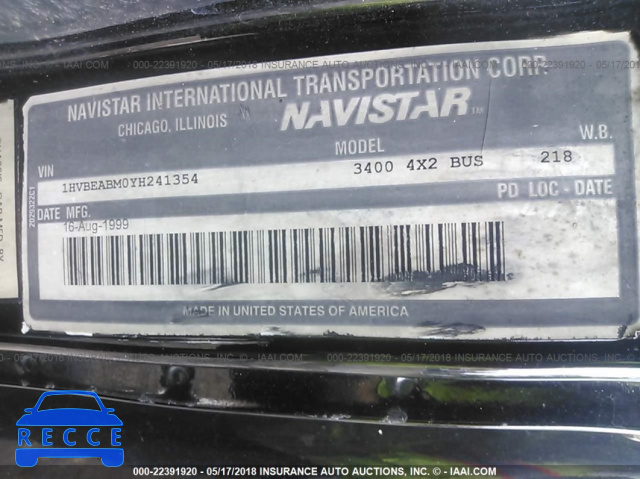 000-22391920 - 05/17/2018 INSURANCE AUTO AUCTIONS, INC. - © - IAAI.COM
NAVISTAR INTERNATIONAL TRANSPORTATION CORP.
CHICAGO, ILLINOIS
NAVISTAR TM
MODEL
W.B.
VIN
1HVBEABM0YH241354
3400 4X2 BUS
218
PD LOC - DATE
DATE MFG.
16-Aug-1999
2029322C1
MADE IN UNITED STATES OF AMERICA
RECCE
000-22391920 - 05/17/2018 INSURANCE AUTO AUCTIONS, INC. - © - IAAI.COM